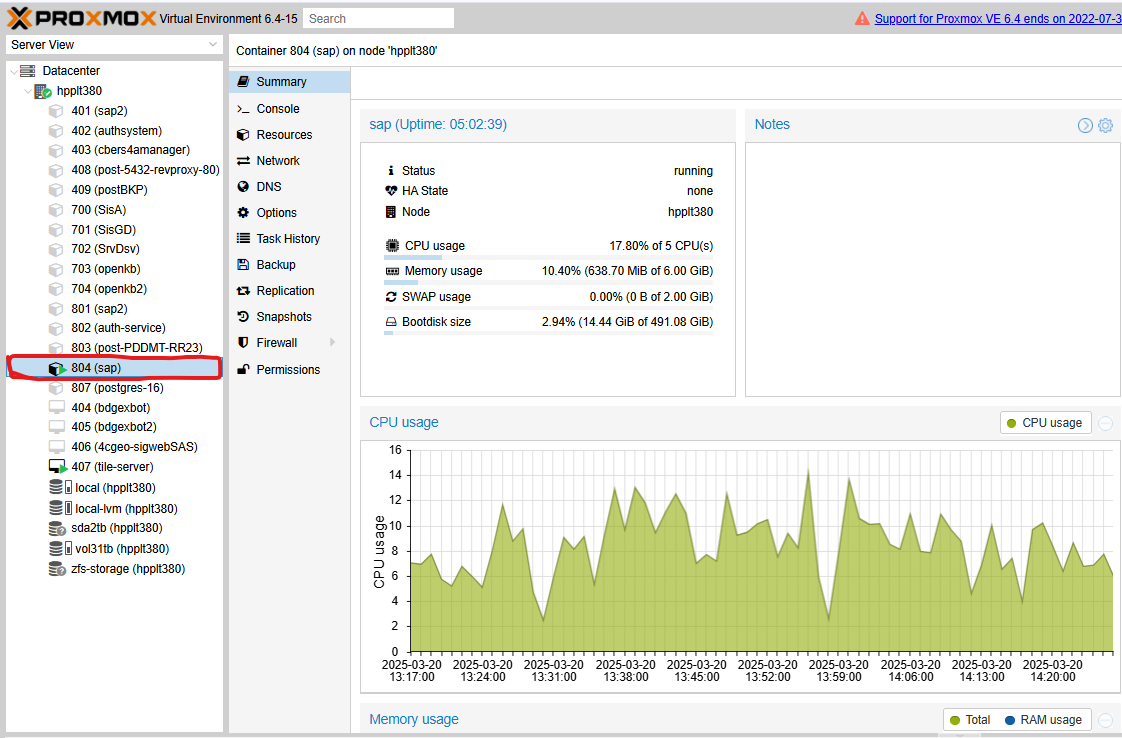 PROXMOX Virtual Environment 6.4-15 Search Support for Proxmox VE 6.4 ends on 2022-07-3
Server View
Datacenter
hpplt380
401 (sap2)
402 (authsystem)
403 (cbers4amanager)
408 (post-5432-revproxy-80)
409 (postBKP)
700 (SisA)
701 (SisGD)
702 (SrvDsv)
703 (openkb)
704 (openkb2)
801 (sap2)
802 (auth-service)
803 (post-PDDMT-RR23)
804 (sap)
807 (postgres-16)
404 (bdgexbot)
405 (bdgexbot2)
406 (4cgeo-sigwebSAS)
407 (tile-server)
local (hpplt380)
local-lvm (hpplt380)
sda2tb (hpplt380)
vol31tb (hpplt380)
zfs-storage (hpplt380)
Container 804 (sap) on node 'hpplt380'
Summary
Console
Resources
Network
DNS
Options
Task History
Backup
Replication
Snapshots
Firewall
Permissions
sap (Uptime: 05:02:39)
Status running
HA State none
Node hpplt380
CPU usage 17.80% of 5 CPU(s)
Memory usage 10.40% (638.70 MiB of 6.00 GiB)
SWAP usage 0.00% (0 B of 2.00 GiB)
Bootdisk size 2.94% (14.44 GiB of 491.08 GiB)
Notes
CPU usage
CPU usage
CPU usage
16
14
12
10
8
6
4
2
0
2025-03-20 2025-03-20 2025-03-20 2025-03-20 2025-03-20 2025-03-20 2025-03-20 2025-03-20 2025-03-20 2025-03-20
13:17:00 13:24:00 13:31:00 13:38:00 13:45:00 13:52:00 13:59:00 14:06:00 14:13:00 14:20:00
Memory usage
Total RAM usage